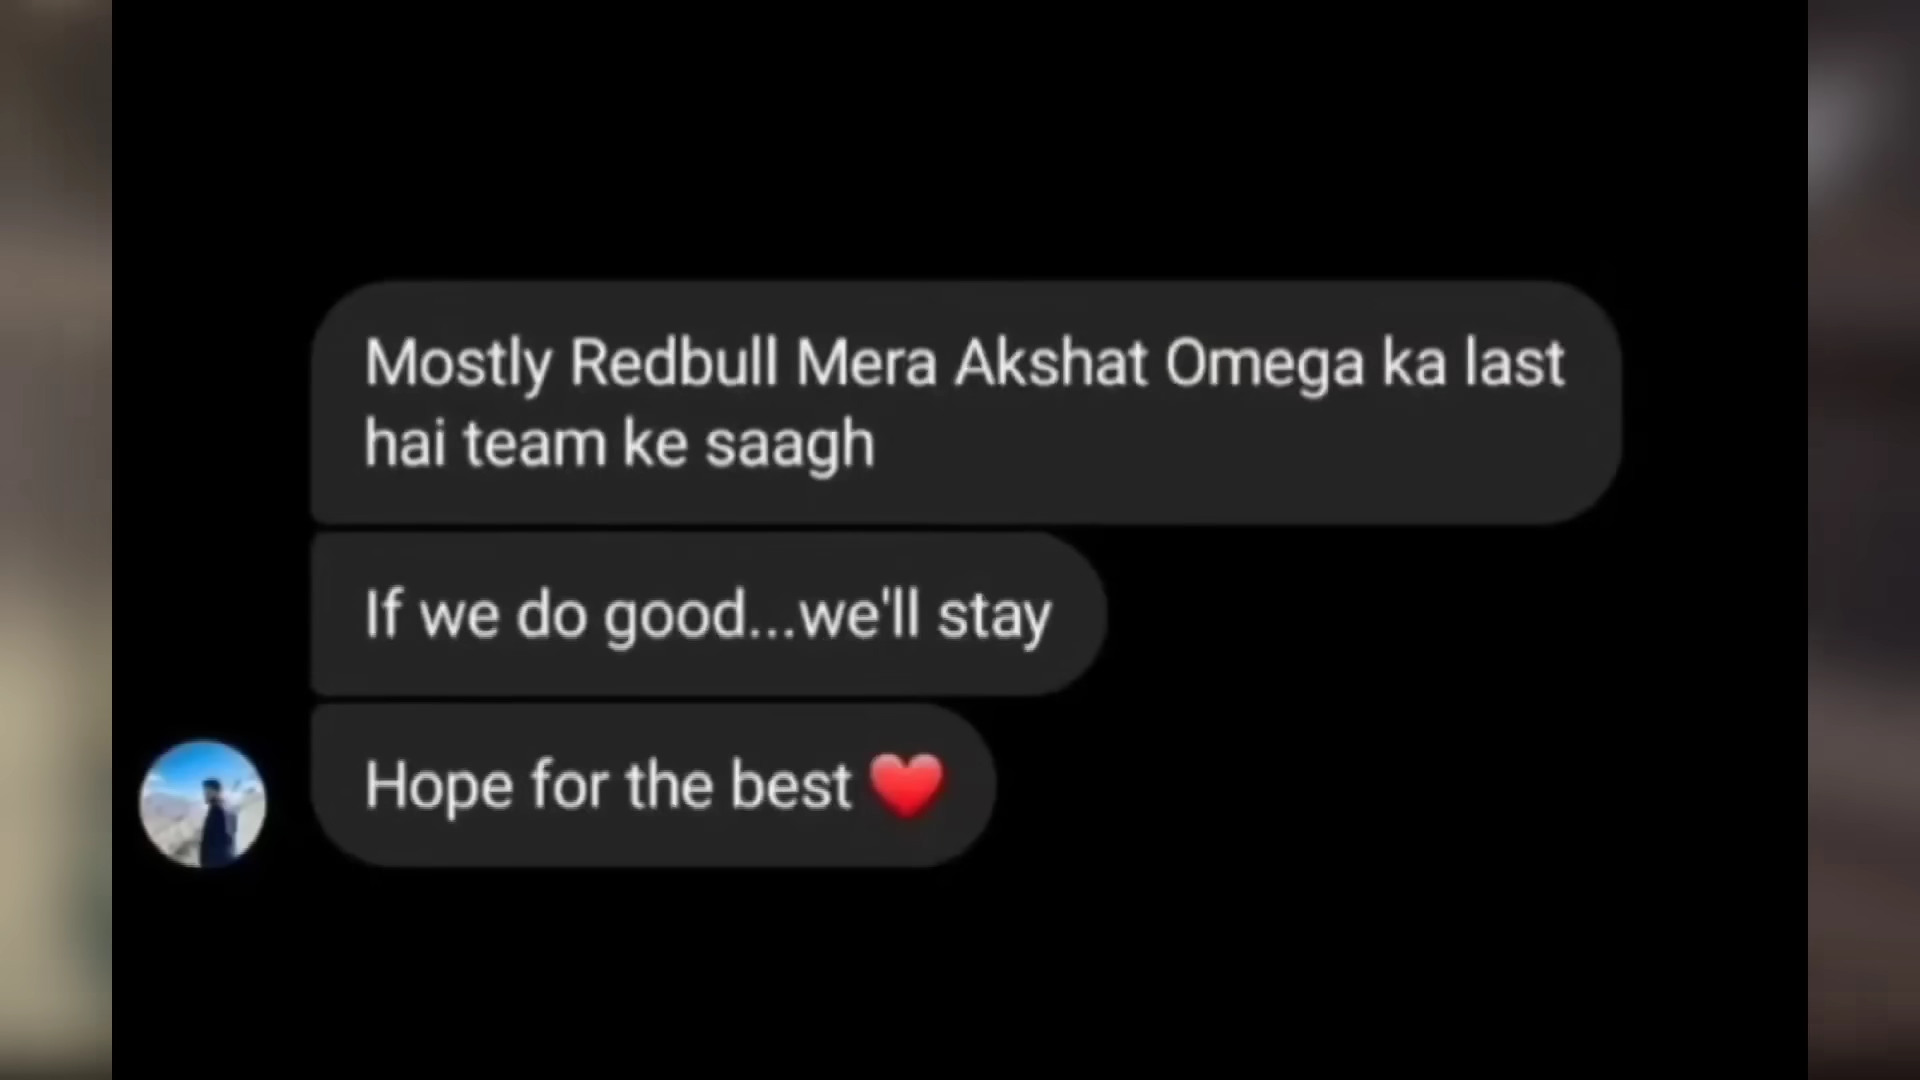 Mostly Redbull Mera Akshat Omega ka last
hai team ke saagh
If we do good...we'll stay
Hope for the best ❤️